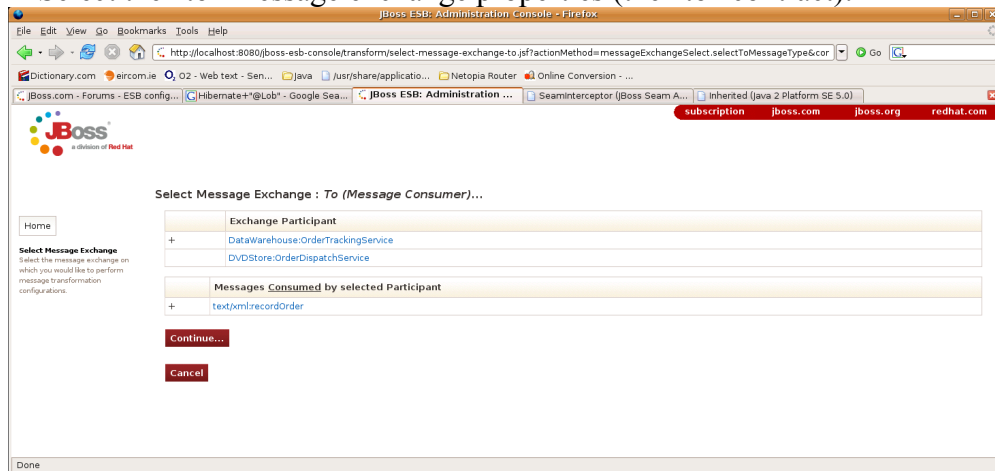 JBoss ESB: Administration Console - Firefox
File Edit View Go Bookmarks Tools Help
http://localhost:8080/jboss-esb-console/transform/select-message-exchange-to.jsf?actionMethod=messageExchangeSelect.selectToMessageType&cor Go
Dictionary.com eircom.ie O2 - Web text - Sen... Java /usr/share/applicatio... Netopia Router Online Conversion - ...
JBoss.com - Forums - ESB config... Hibernate+"@Lob" - Google Sea... JBoss ESB: Administration ... SeamInterceptor (JBoss Seam A... Inherited (Java 2 Platform SE 5.0)
subscription jboss.com jboss.org redhat.com
JBoss
a division of Red Hat
Select Message Exchange : To (Message Consumer)...
Home
Exchange Participant
+ DataWarehouse:OrderTrackingService
DVDStore:OrderDispatchService
Select Message Exchange
Select the message exchange on
which you would like to perform
message transformation
configurations.
Messages Consumed by selected Participant
+ text/xml:recordOrder
Continue...
Cancel
Done